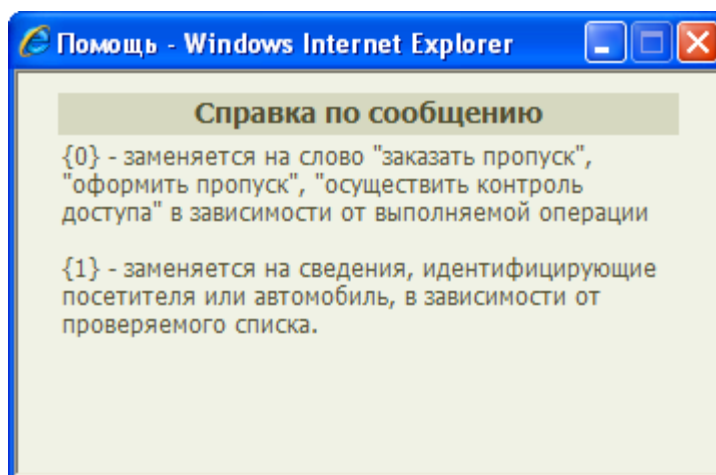 Помощь - Windows Internet Explorer
Справка по сообщению
{0} - заменяется на слово "заказать пропуск",
"оформить пропуск", "осуществить контроль
доступа" в зависимости от выполняемой операции
{1} - заменяется на сведения, идентифицирующие
посетителя или автомобиль, в зависимости от
проверяемого списка.